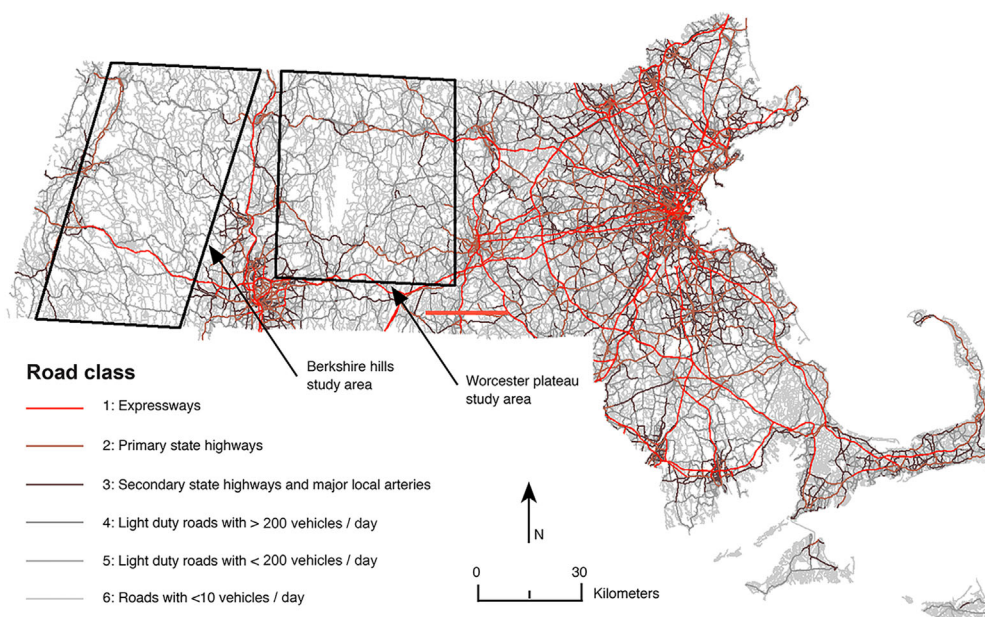 Berkshire hills
study area
Worcester plateau
study area
Road class
1: Expressways
2: Primary state highways
3: Secondary state highways and major local arteries
4: Light duty roads with > 200 vehicles / day
5: Light duty roads with < 200 vehicles / day
6: Roads with <10 vehicles / day
N
0 30
Kilometers